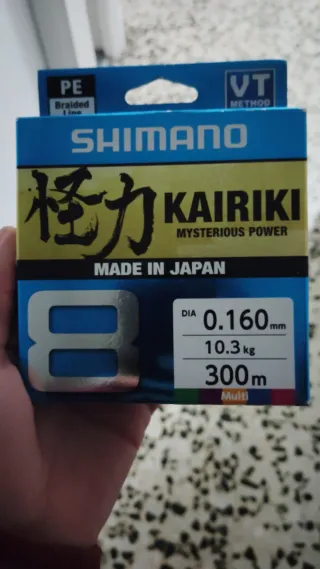 PE
Braided
Line
VT
METHOD
SHIMANO
怪力 KAIRIKI
MYSTERIOUS POWER
MADE IN JAPAN
8
DIA 0.160mm
10.3kg
300m
Multi